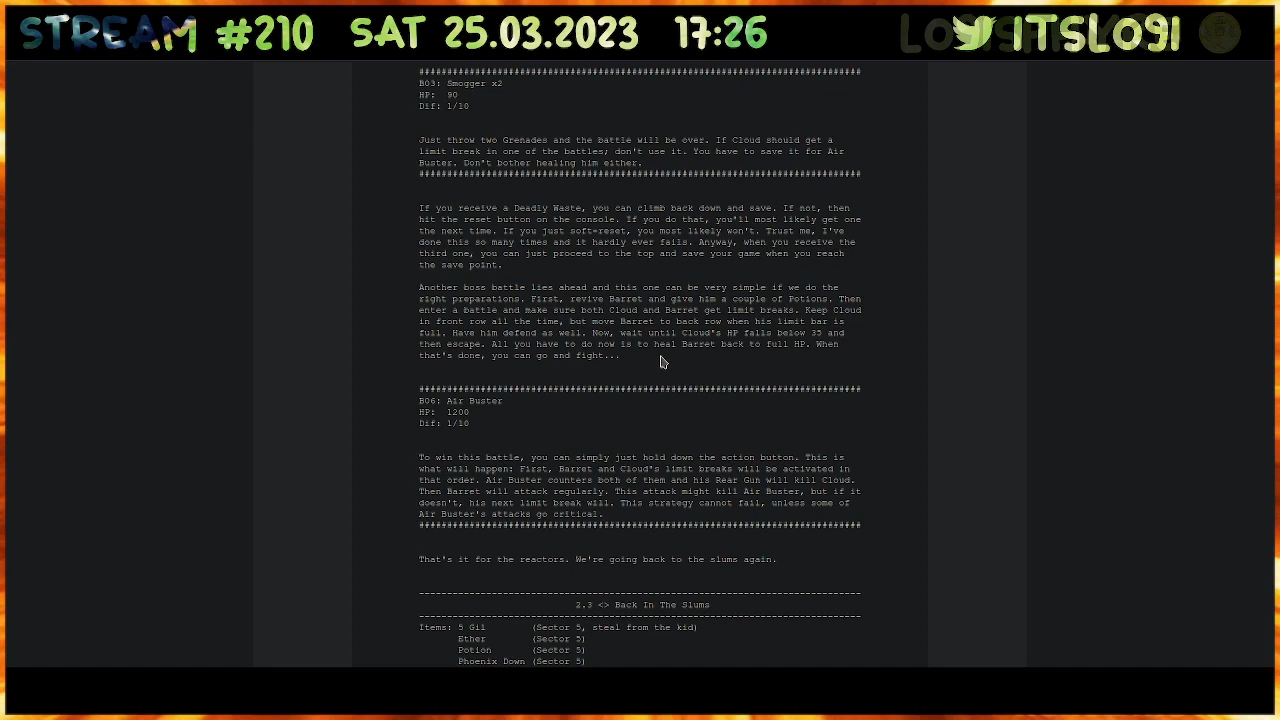 STREAM #210 SAT 25.03.2023 17:26 ITSLO91
###############################################################################
B03: Smogger x2
HP: 90
Dif: 1/10
Just throw two Grenades and the battle will be over. If Cloud should get a
limit break in one of the battles; don't use it. You have to save it for Air
Buster. Don't bother healing him either.
###############################################################################
If you receive a Deadly Waste, you can climb back down and save. If not, then
hit the reset button on the console. If you do that, you'll most likely get one
the next time. If you just soft-reset, you most likely won't. Trust me, I've
done this so many times and it hardly ever fails. Anyway, when you receive the
third one, you can just proceed to the top and save your game when you reach
the save point.
Another boss battle lies ahead and this one can be very simple if we do the
right preparations. First, revive Barret and give him a couple of Potions. Then
enter a battle and make sure both Cloud and Barret get limit breaks. Keep Cloud
in front row all the time, but move Barret to back row when his limit bar is
full. Have him defend as well. Now, wait until Cloud's HP falls below 35 and
then escape. All you have to do now is to heal Barret back to full HP. When
that's done, you can go and fight...
###############################################################################
B06: Air Buster
HP: 1200
Dif: 1/10
To win this battle, you can simply just hold down the action button. This is
what will happen: First, Barret and Cloud's limit breaks will be activated in
that order. Air Buster counters both of them and his Rear Gun will kill Cloud.
Then Barret will attack regularly. This attack might kill Air Buster, but if it
doesn't, his next limit break will. This strategy cannot fail, unless some of
Air Buster's attacks go critical.
###############################################################################
That's it for the reactors. We're going back to the slums again.
-------------------------------------------------------------------------------
2.3 <> Back In The Slums
-------------------------------------------------------------------------------
Items: 5 Gil (Sector 5, steal from the kid)
Ether (Sector 5)
Potion (Sector 5)
Phoenix Down (Sector 5)